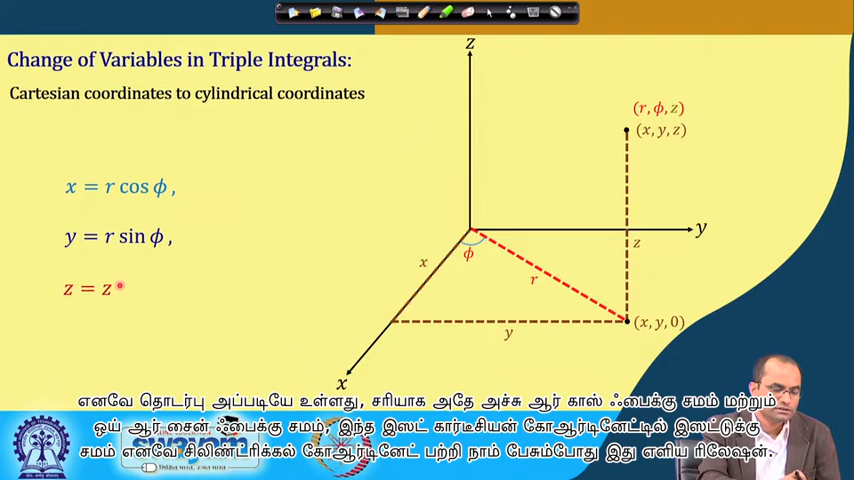 Change of Variables in Triple Integrals:
Cartesian coordinates to cylindrical coordinates
x = r cos ϕ ,
y = r sin ϕ ,
z = z
z
(r, ϕ, z)
(x, y, z)
y
z
ϕ
x
r
(x, y, 0)
y
x
எனவே தொடர்பு அப்படியே உள்ளது, சரியாக அதே அச்சு ஆர் காஸ் ஃபைக்கு சமம் மற்றும்
ஒய் ஆர் சைன் ஃபைக்கு சமம், இந்த இஸட் கார்டீசியன் கோஆர்டினேட்டில் இஸட்டுக்கு
சமம் எனவே சிலிண்டரிக்கல் கோஆர்டினேட் பற்றி நாம் பேசும்போது இது எளிய ரிலேஷன்.
swayam